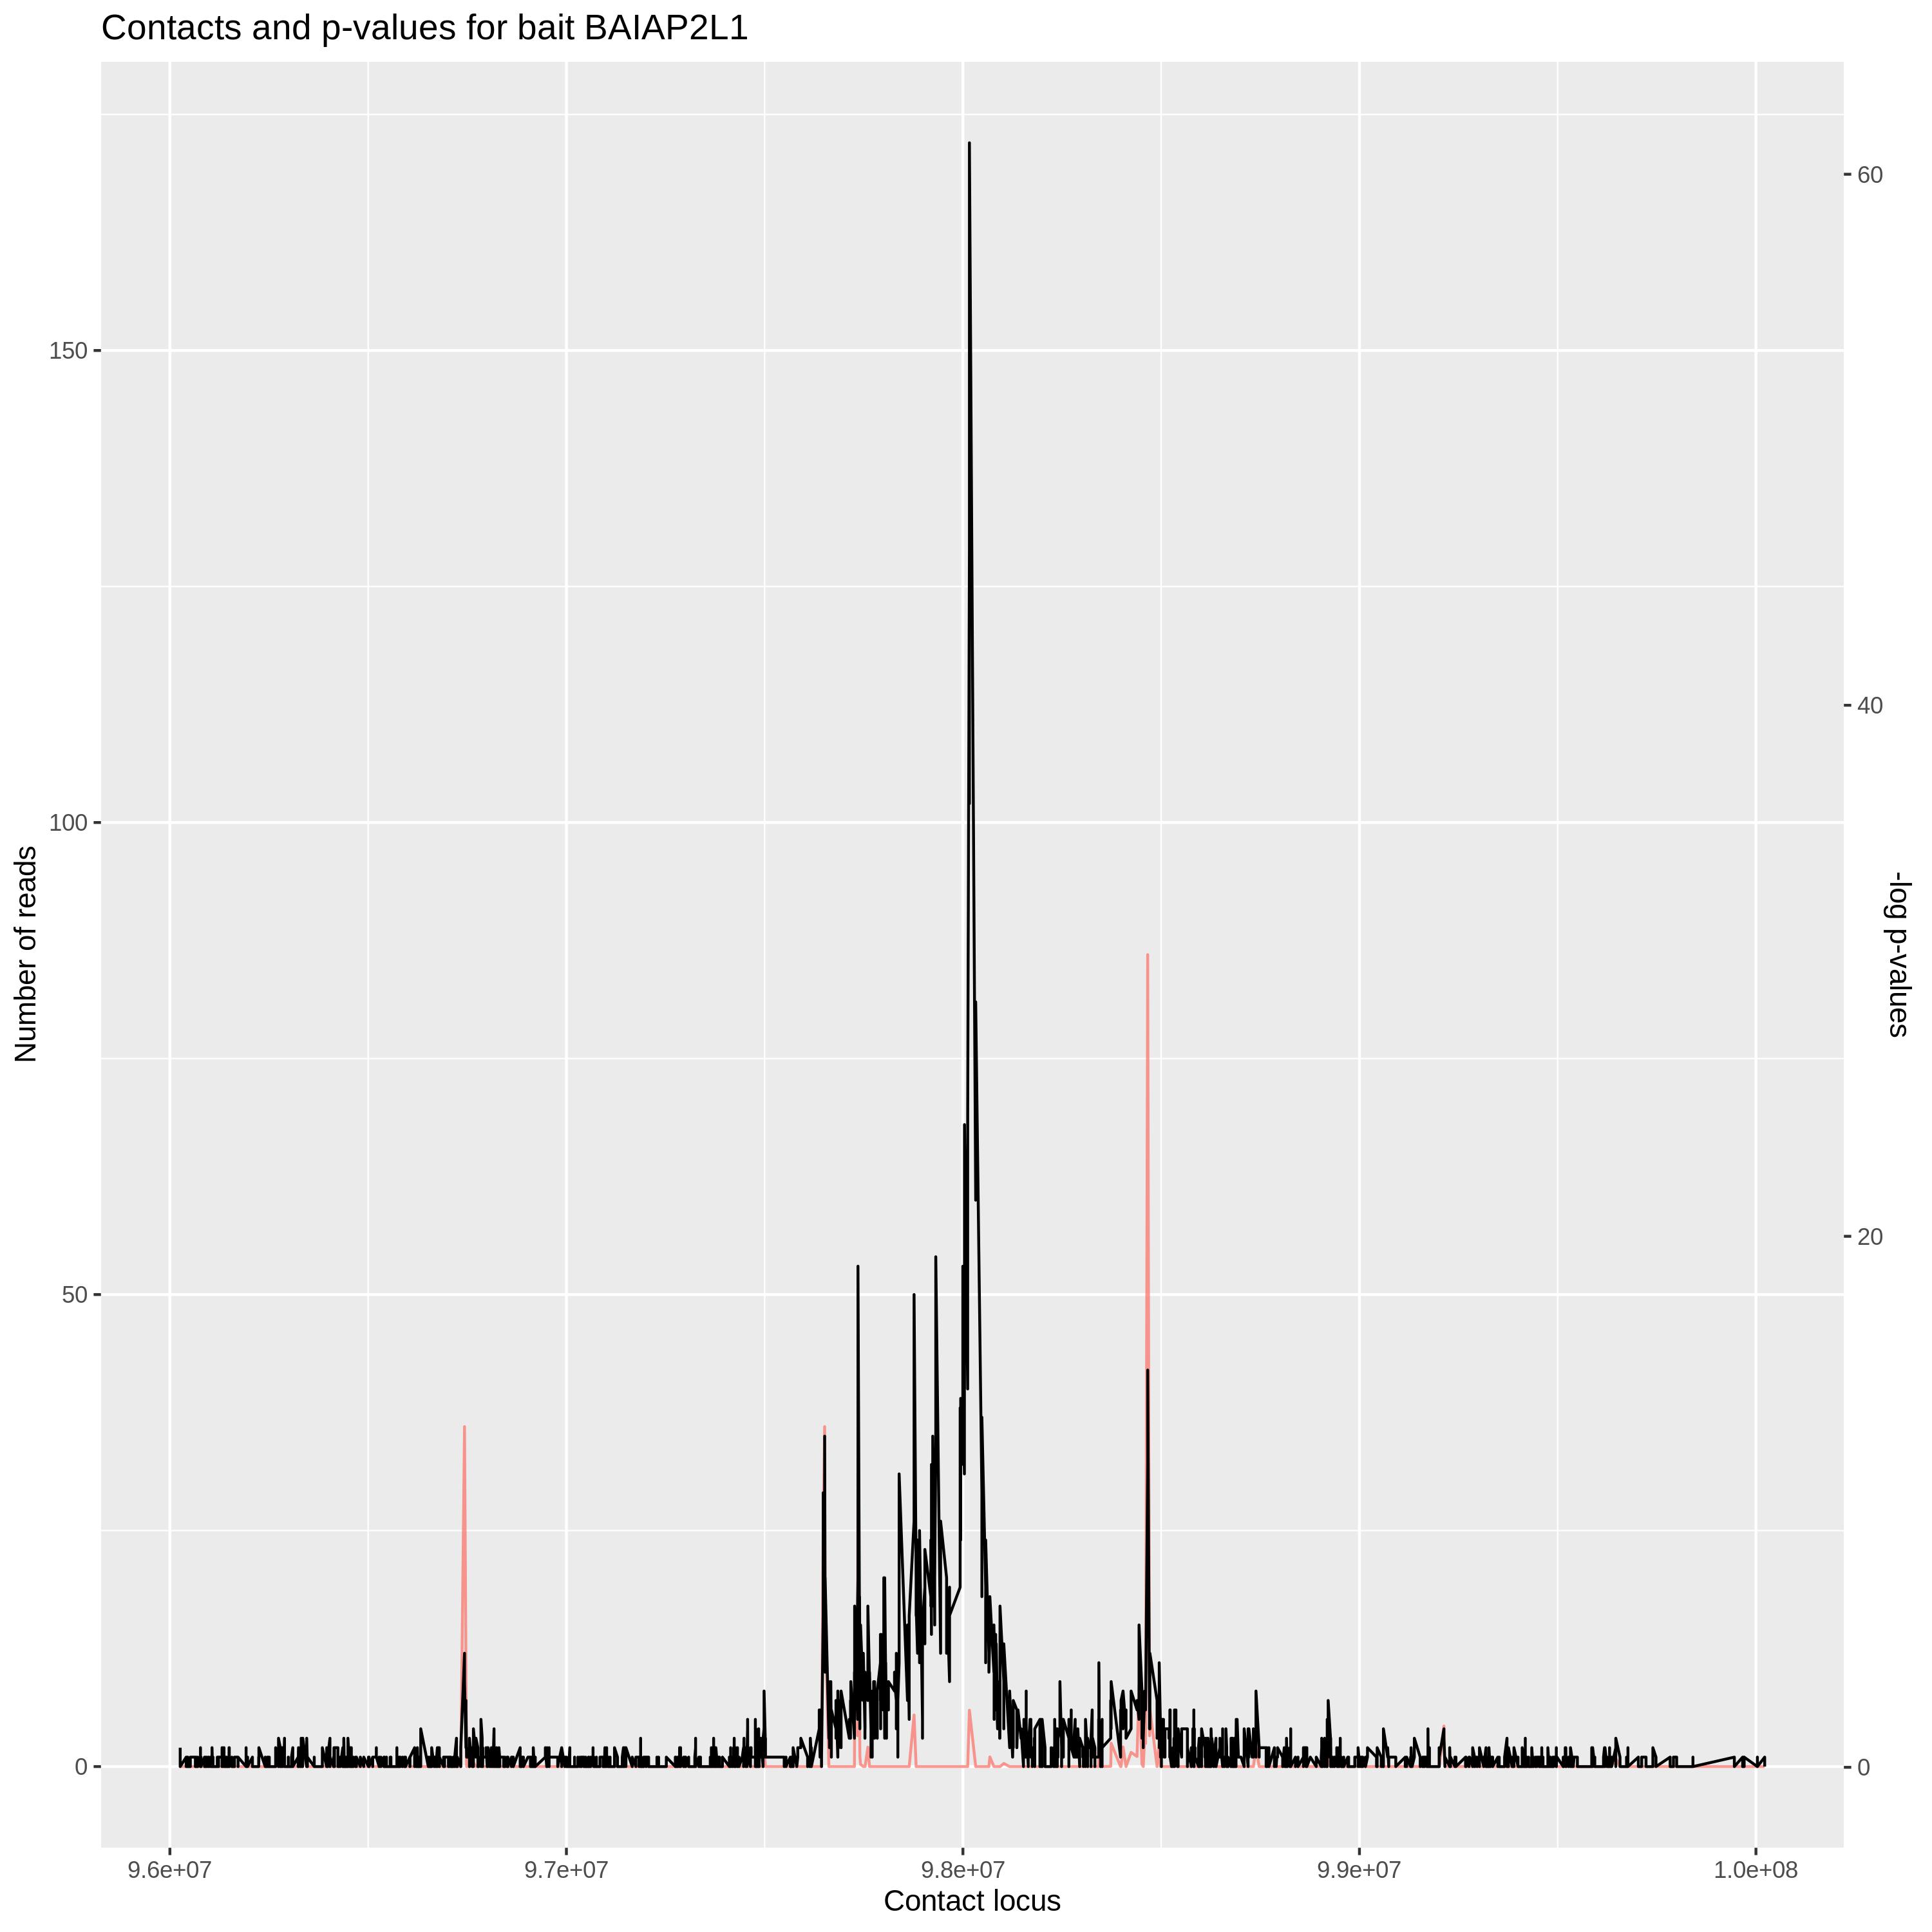 Contacts and p-values for bait BAIAP2L1
Number of reads
150
100
50
0
60
40
20
0
-log p-values
9.6e+07 9.7e+07 9.8e+07 9.9e+07 1.0e+08
Contact locus